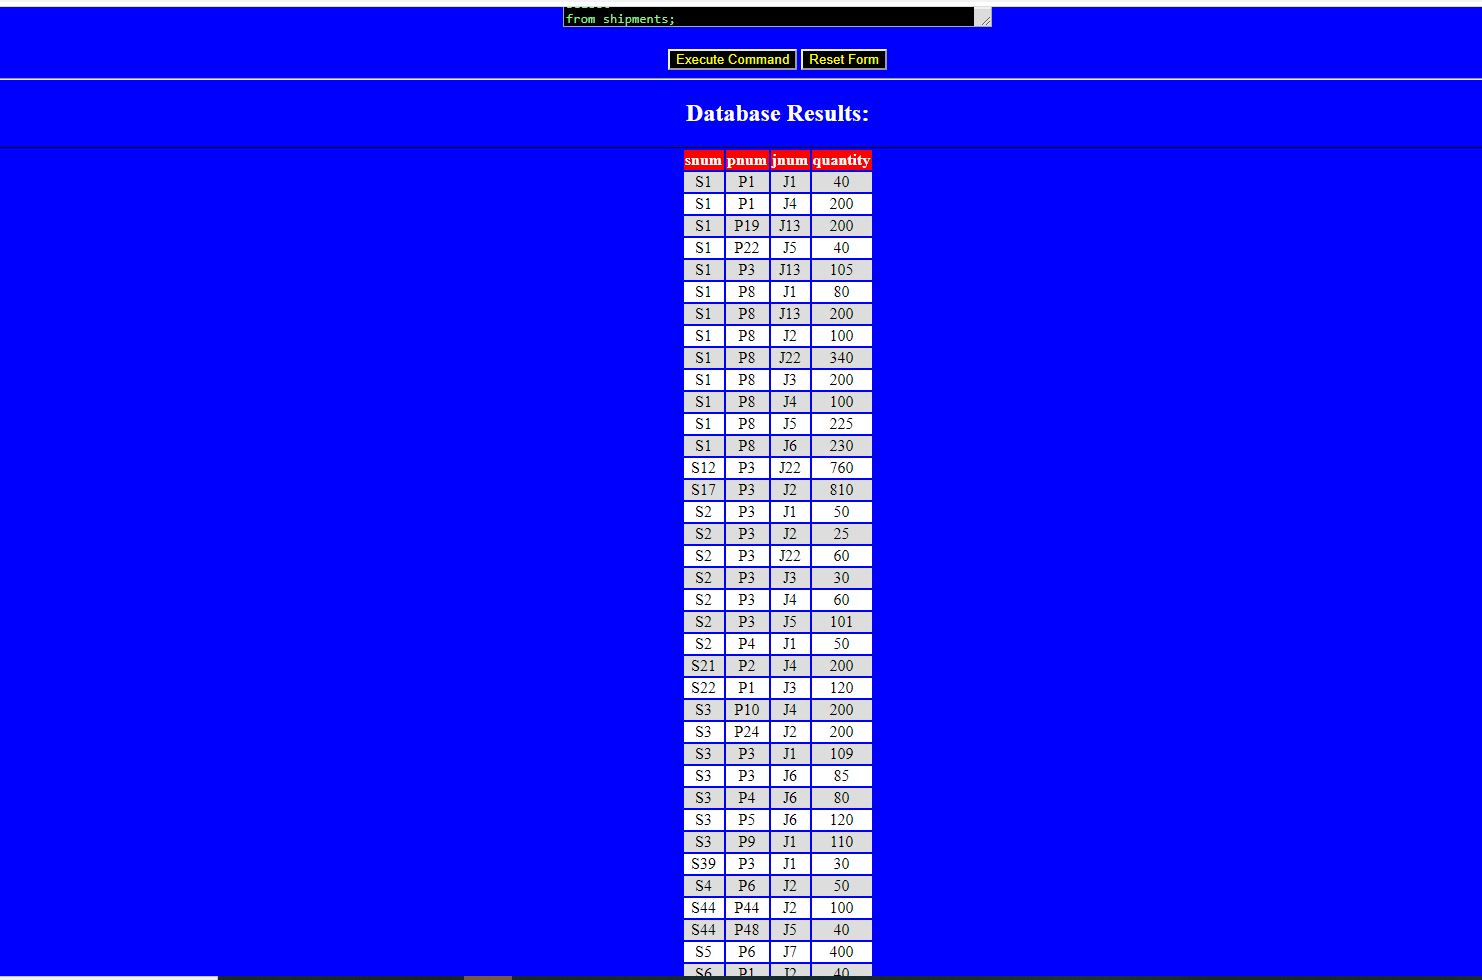 from shipments;
Execute Command Reset Form
Database Results:
snum pnum jnum quantity
S1 P1 J1 40
S1 P1 J4 200
S1 P19 J13 200
S1 P22 J5 40
S1 P3 J13 105
S1 P8 J1 80
S1 P8 J13 200
S1 P8 J2 100
S1 P8 J22 340
S1 P8 J3 200
S1 P8 J4 100
S1 P8 J5 225
S1 P8 J6 230
S12 P3 J22 760
S17 P3 J2 810
S2 P3 J1 50
S2 P3 J2 25
S2 P3 J22 60
S2 P3 J3 30
S2 P3 J4 60
S2 P3 J5 101
S2 P4 J1 50
S21 P2 J4 200
S22 P1 J3 120
S3 P10 J4 200
S3 P24 J2 200
S3 P3 J1 109
S3 P3 J6 85
S3 P4 J6 80
S3 P5 J6 120
S3 P9 J1 110
S39 P3 J1 30
S4 P6 J2 50
S44 P44 J2 100
S44 P48 J5 40
S5 P6 J7 400
S6 P1 J2 40